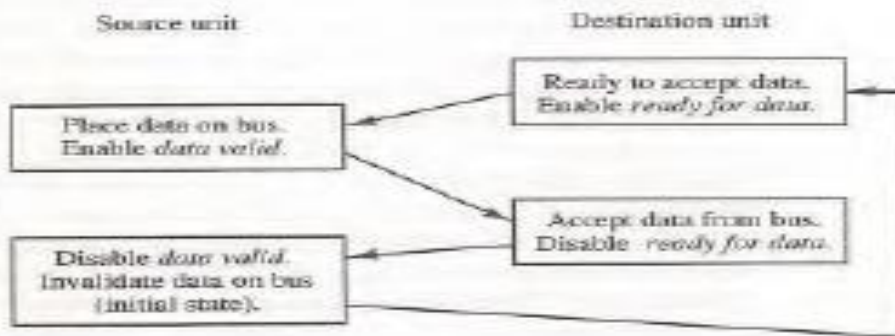 Source unit
Destination unit
Ready to accept data.
Enable ready for data.
Place data on bus.
Enable data valid.
Accept data from bus.
Disable ready for data.
Disable data valid.
Invalidate data on bus
(initial state).